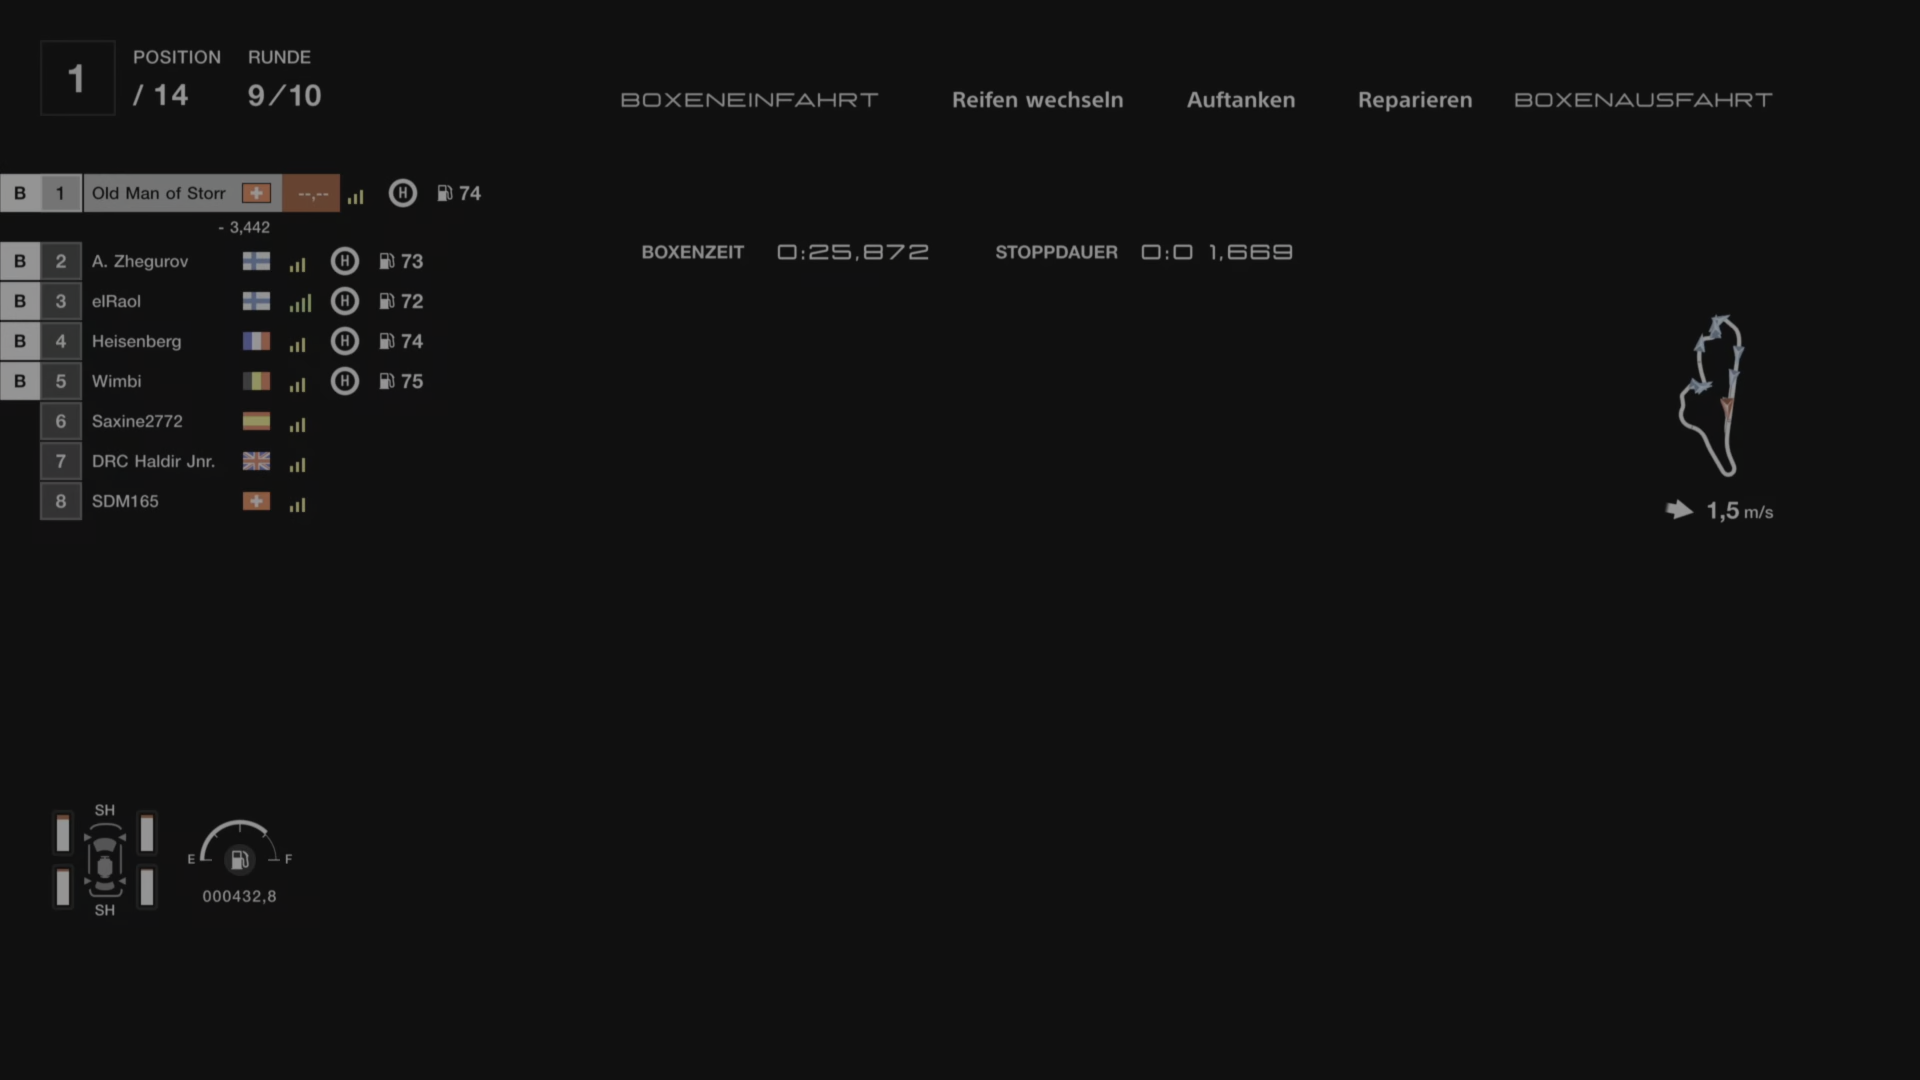 1 POSITION / 14 RUNDE 9/10
BOXENEINFAHRT Reifen wechseln Auftanken Reparieren BOXENAUSFAHRT
B 1 Old Man of Storr --,-- H 74
- 3,442
BOXENZEIT 0:25,872 STOPPDAUER 0:01,669
B 2 A. Zhegurov H 73
B 3 elRaol H 72
B 4 Heisenberg H 74
B 5 Wimbi H 75
6 Saxine2772
7 DRC Haldir Jnr.
8 SDM165
1,5 m/s
SH
E F
000432,8
SH